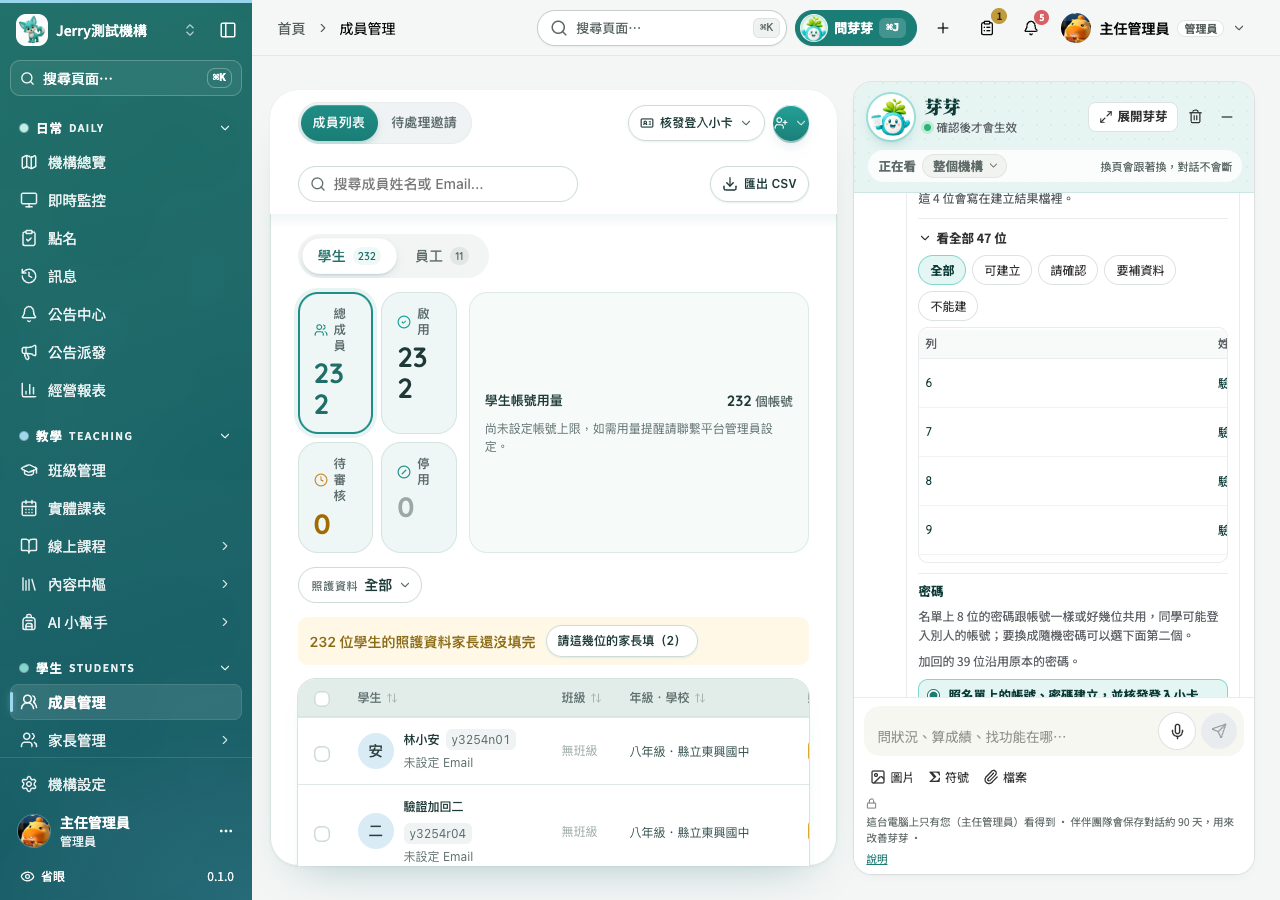 Jerry測試機構
搜尋頁面… ⌘K
日常 DAILY
機構總覽
即時監控
點名
訊息
公告中心
公告派發
經營報表
教學 TEACHING
班級管理
實體課表
線上課程
內容中樞
AI 小幫手
學生 STUDENTS
成員管理
家長管理
機構設定
主任管理員
管理員
省眼 0.1.0
首頁 成員管理
搜尋頁面… ⌘K
問芽芽 ⌘J
1
5
主任管理員 管理員
成員列表 待處理邀請
核發登入小卡
搜尋成員姓名或 Email...
匯出 CSV
學生 232 員工 11
總成員
232
啟用
232
待審核
0
停用
0
學生帳號用量 232 個帳號
尚未設定帳號上限，如需用量提醒請聯繫平台管理員設
定。
照護資料 全部
232 位學生的照護資料家長還沒填完 請這幾位的家長填（2）
學生 班級 年級・學校
安 林小安 y3254n01 無班級 八年級・縣立東興國中
未設定 Email
二 驗證加回二 無班級 八年級・縣立東興國中
y3254r04
未設定 Email
芽芽
確認後才會生效
展開芽芽
正在看 整個機構 換頁會跟著換，對話不會斷
這 4 位會寫在建立結果檔裡。
看全部 47 位
全部 可建立 請確認 要補資料
不能建
列 姓
6 驗
7 驗
8 驗
9 驗
密碼
名單上 8 位的密碼跟帳號一樣或好幾位共用，同學可能登
入別人的帳號；要換成隨機密碼可以選下面第二個。
加回的 39 位沿用原本的密碼。
照名單上的帳號、密碼建立，並核發登入小卡
問狀況、算成績、找功能在哪…
圖片 符號 檔案
這台電腦上只有您（主任管理員）看得到 · 伴伴團隊會保存對話約 90 天，用來
改善芽芽 ·
說明